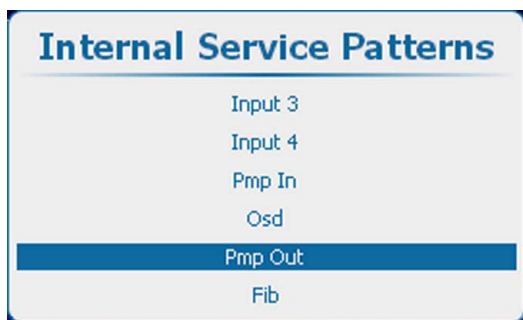 Internal Service Patterns
Input 3
Input 4
Pmp In
Osd
Pmp Out
Fib